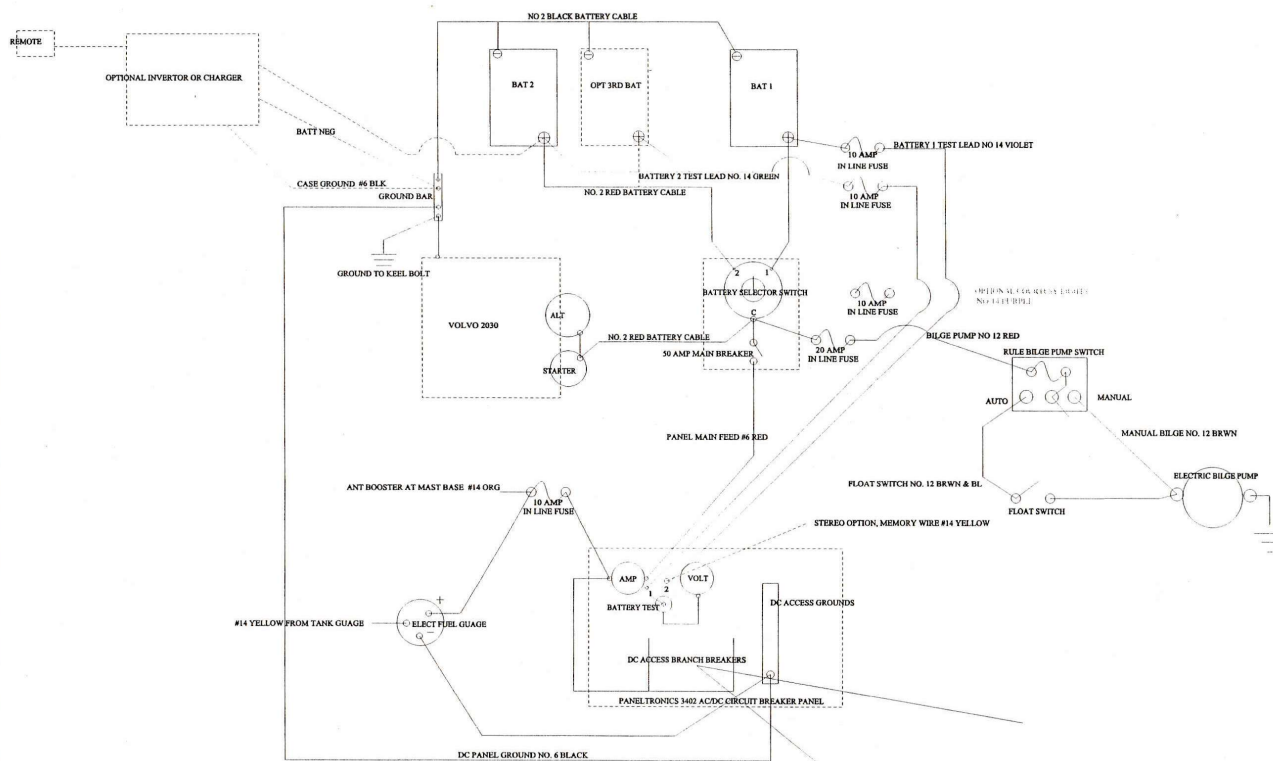 NO 2 BLACK BATTERY CABLE
REMOTE
OPTIONAL INVERTOR OR CHARGER
BAT 2
OPT 3RD BAT
BAT 1
BATT NEG
10 AMP
IN LINE FUSE
BATTERY 1 TEST LEAD NO 14 VIOLET
CASE GROUND #6 BLK
GROUND BAR
BATTERY 2 TEST LEAD NO. 14 GREEN
NO. 2 RED BATTERY CABLE
10 AMP
IN LINE FUSE
GROUND TO KEEL BOLT
2
1
BATTERY SELECTOR SWITCH
C
10 AMP
IN LINE FUSE
OPTIONAL COURTESY LIGHTS
NO 14 PURPLE
VOLVO 2030
ALT
STARTER
NO. 2 RED BATTERY CABLE
50 AMP MAIN BREAKER
20 AMP
IN LINE FUSE
BILGE PUMP NO 12 RED
RULE BILGE PUMP SWITCH
AUTO
MANUAL
PANEL MAIN FEED #6 RED
MANUAL BILGE NO. 12 BRWN
ANT BOOSTER AT MAST BASE #14 ORG
10 AMP
IN LINE FUSE
FLOAT SWITCH NO. 12 BRWN & BL
ELECTRIC BILGE PUMP
FLOAT SWITCH
STEREO OPTION, MEMORY WIRE #14 YELLOW
AMP
1
2
VOLT
BATTERY TEST
DC ACCESS GROUNDS
+
#14 YELLOW FROM TANK GUAGE
ELECT FUEL GUAGE
−
DC ACCESS BRANCH BREAKERS
PANELTRONICS 3402 AC/DC CIRCUIT BREAKER PANEL
DC PANEL GROUND NO. 6 BLACK